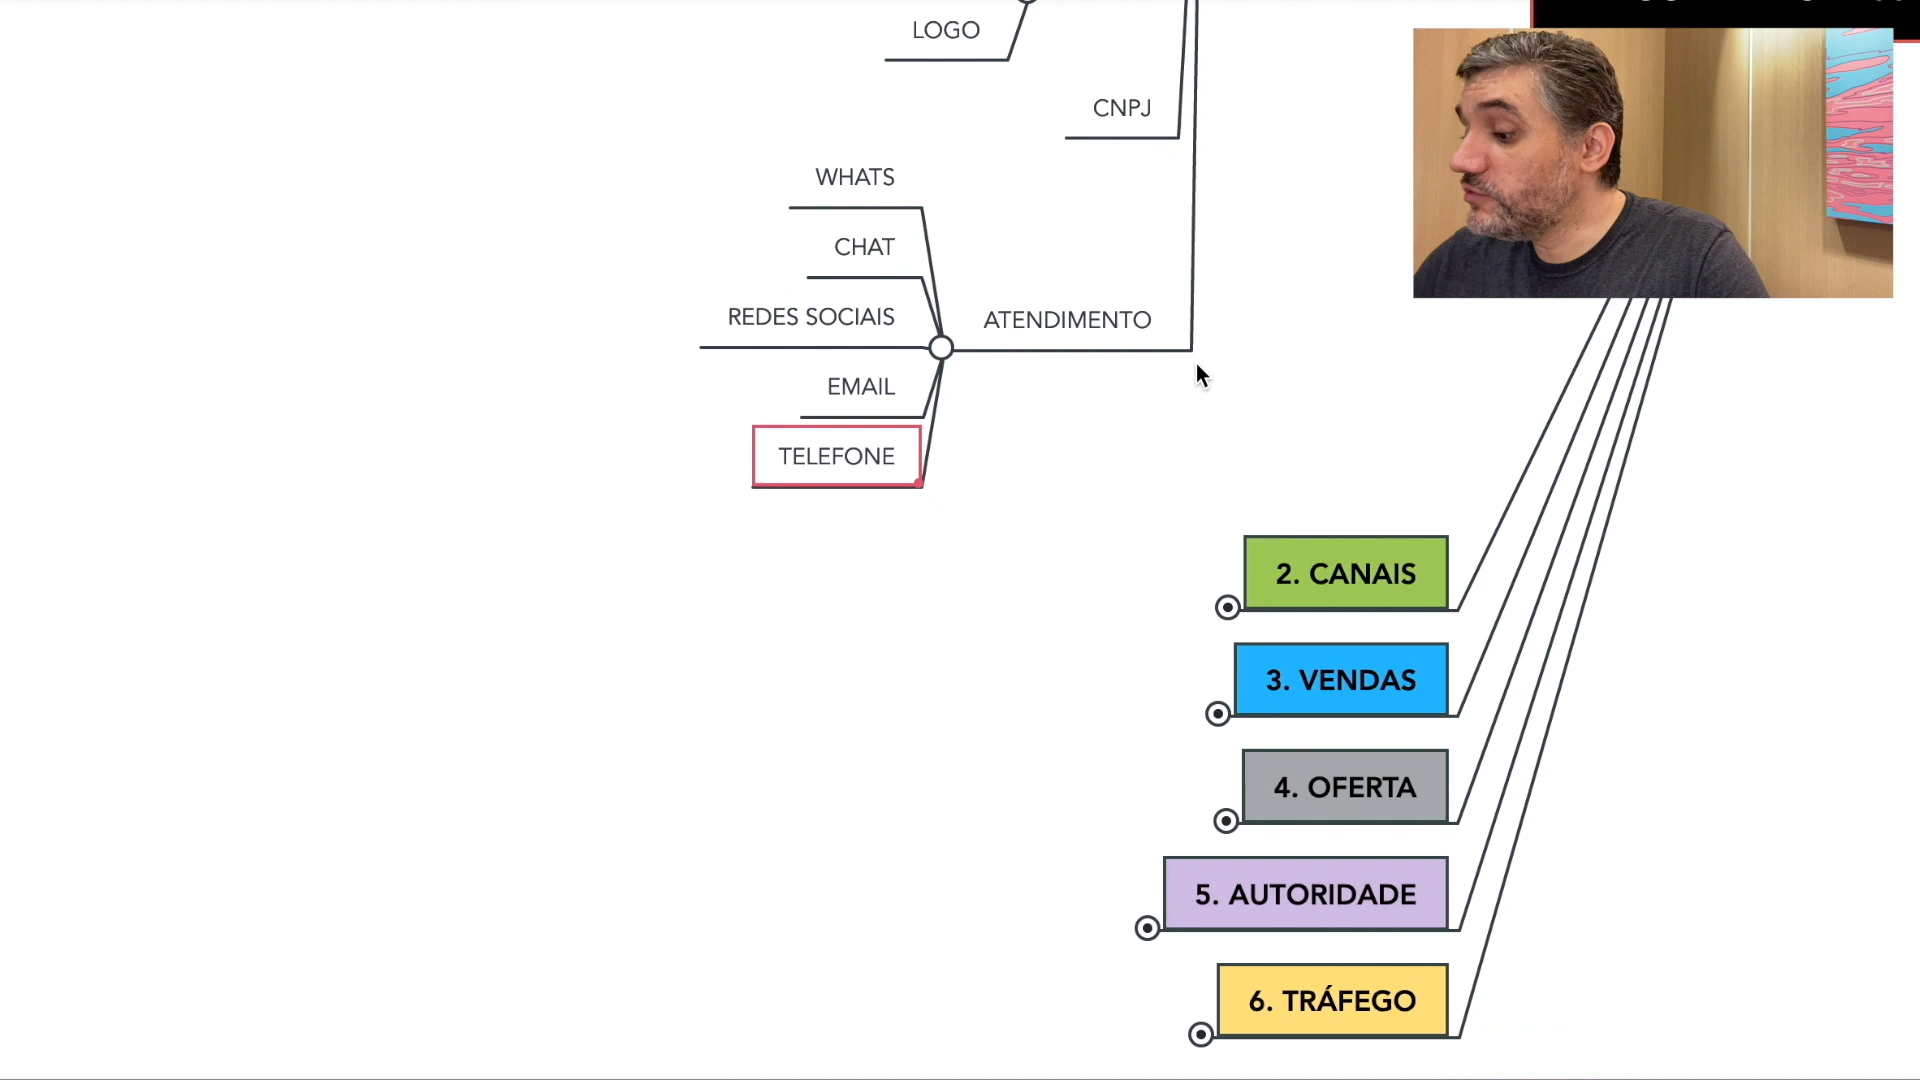 LOGO
CNPJ
WHATS
CHAT
REDES SOCIAIS
ATENDIMENTO
EMAIL
TELEFONE
2. CANAIS
3. VENDAS
4. OFERTA
5. AUTORIDADE
6. TRÁFEGO